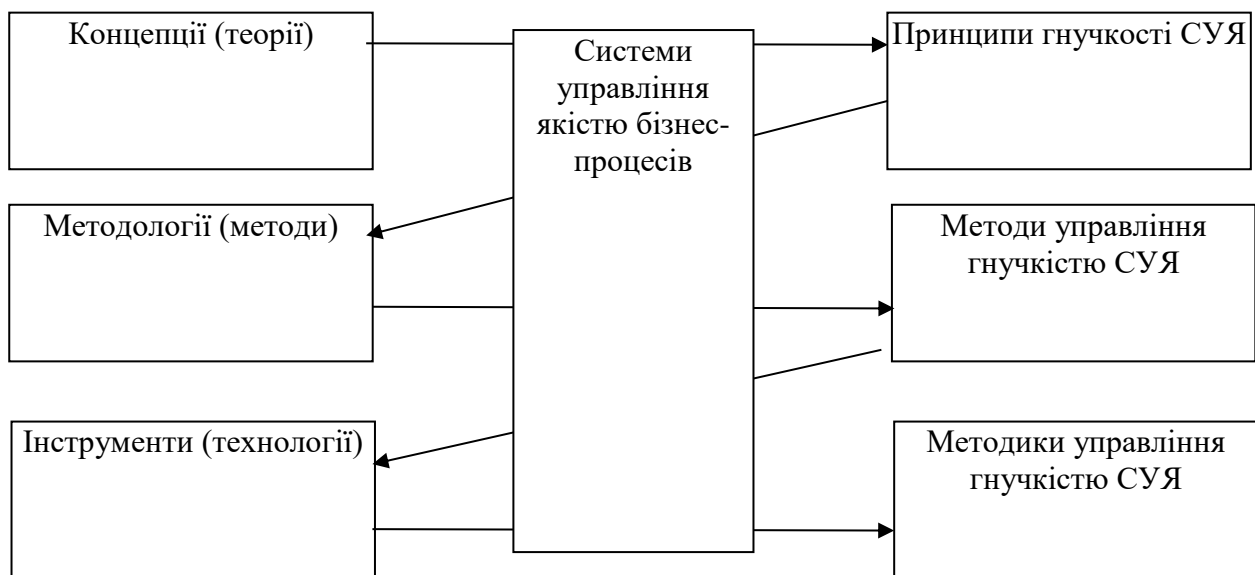 Концепції (теорії)
Системи
управління
якістю бізнес-
процесів
Принципи гнучкості СУЯ
Методології (методи)
Методи управління
гнучкістю СУЯ
Інструменти (технології)
Методики управління
гнучкістю СУЯ